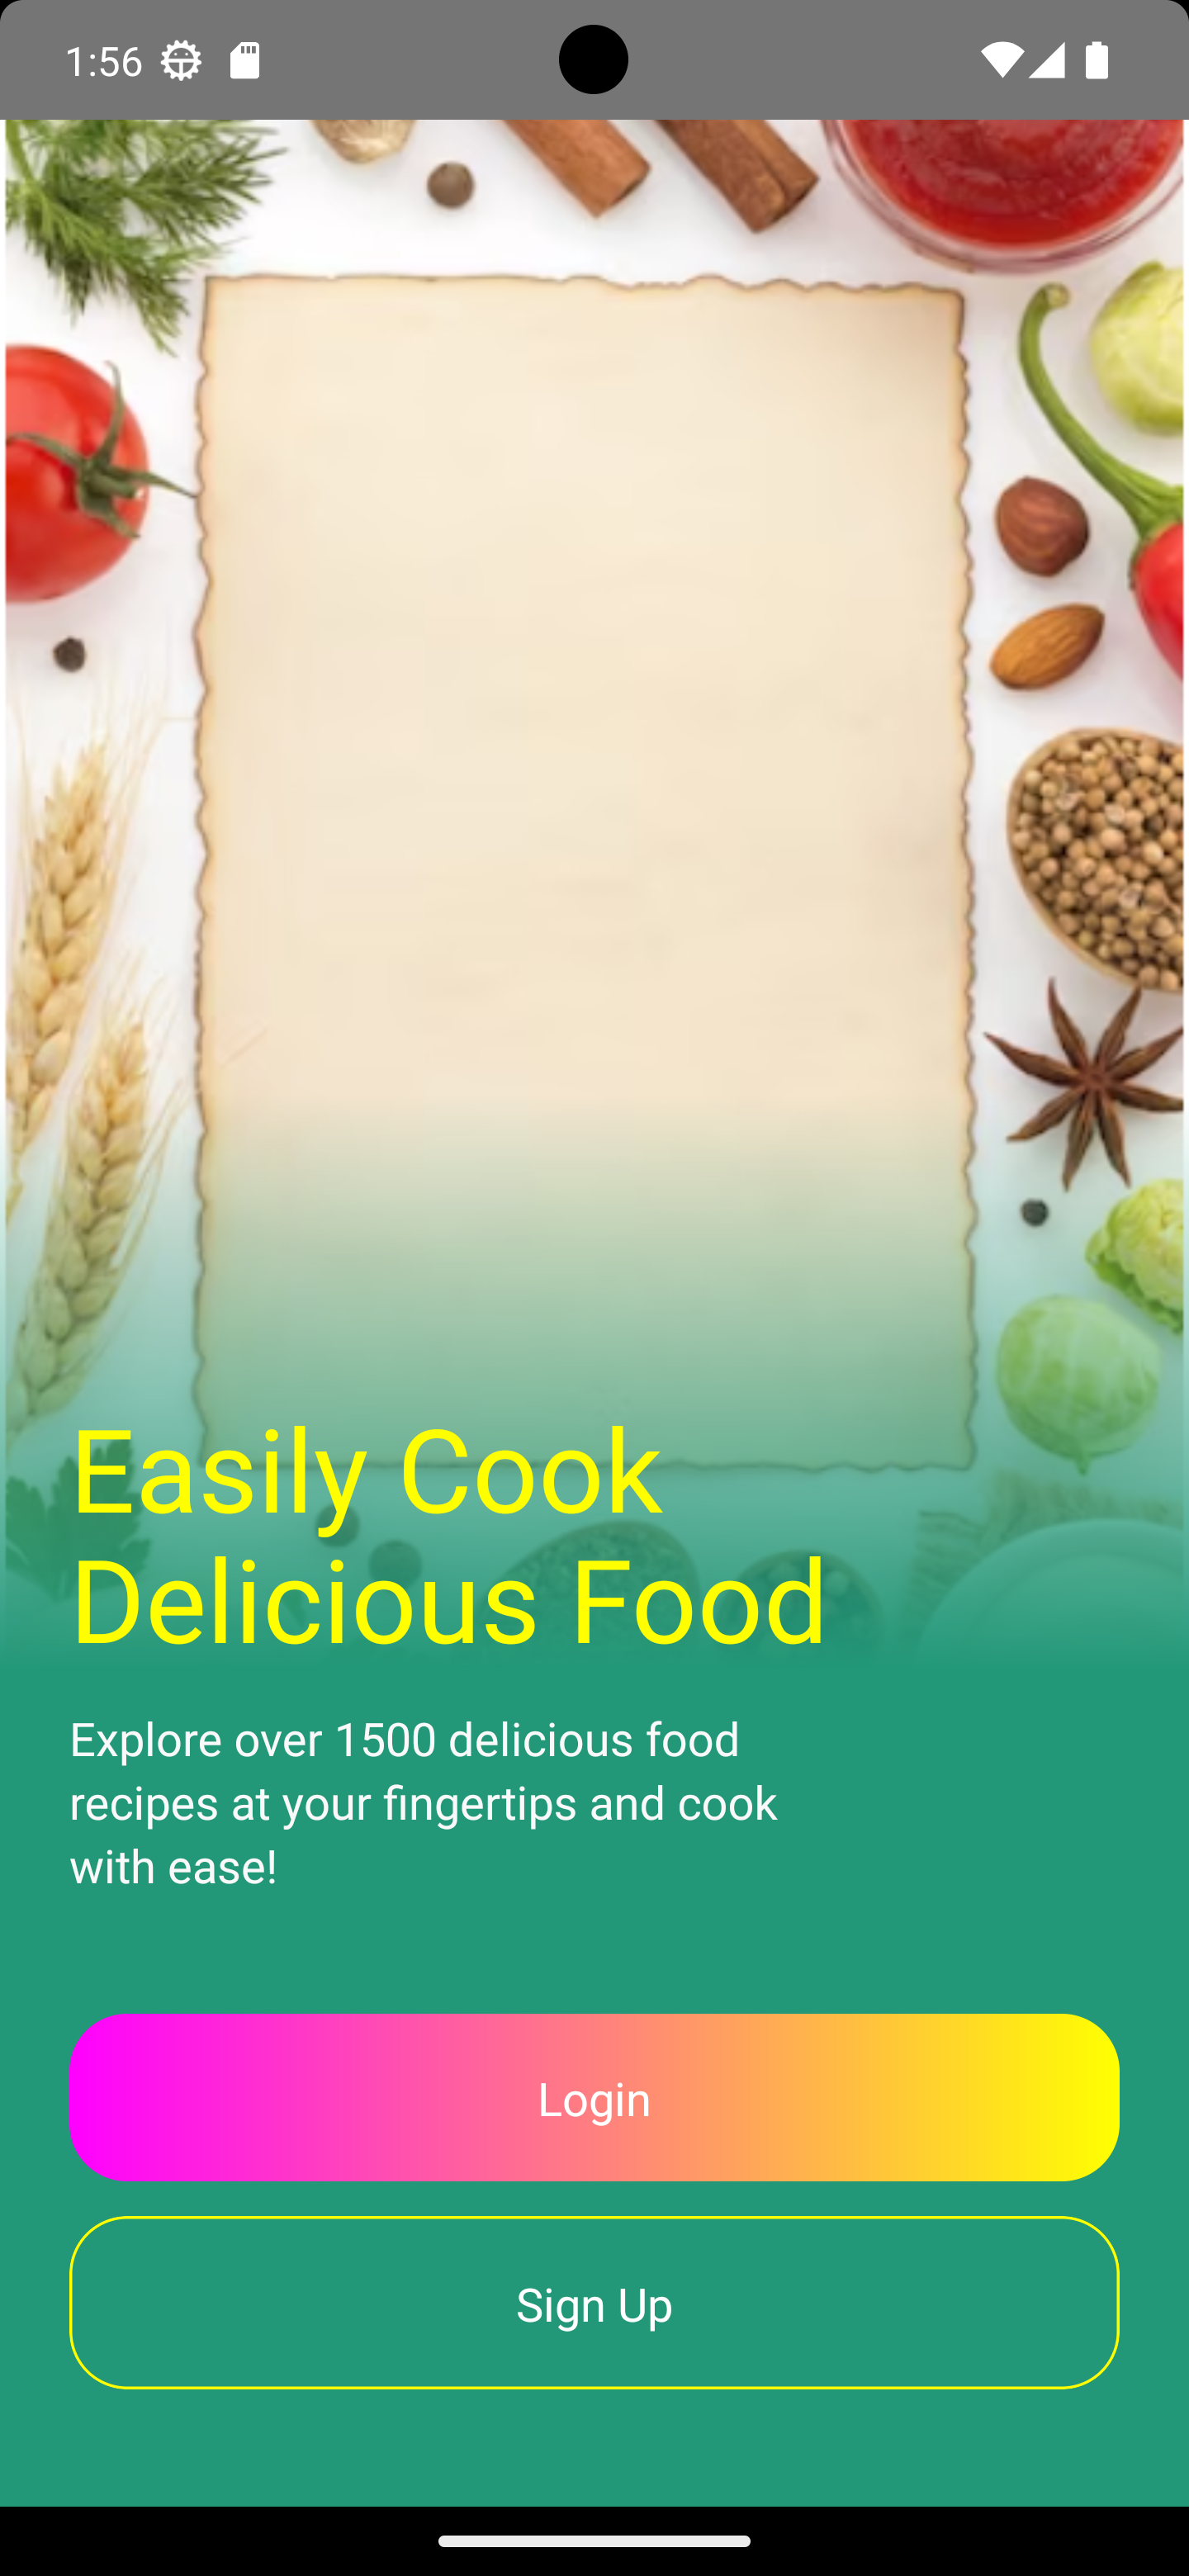 1:56
Easily Cook
Delicious Food
Explore over 1500 delicious food
recipes at your fingertips and cook
with ease!
Login
Sign Up